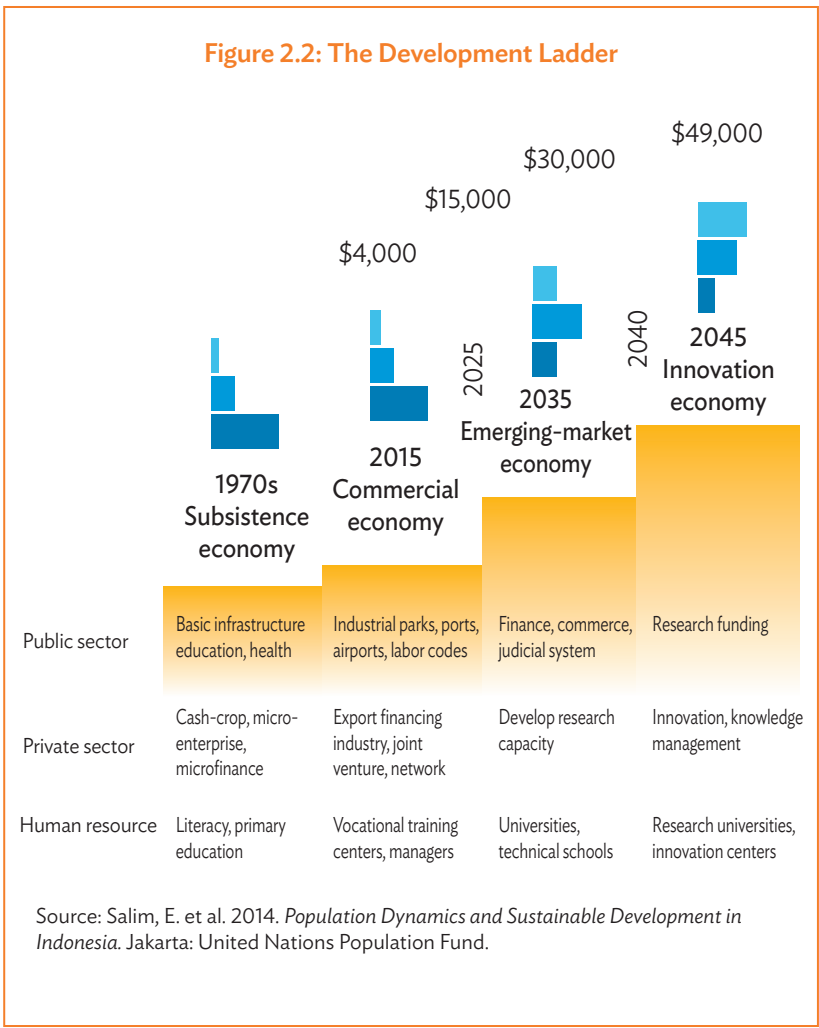 Figure 2.2: The Development Ladder
$49,000
$30,000
$15,000
$4,000
2025
2040
1970s
Subsistence
economy
2015
Commercial
economy
2035
Emerging-market
economy
2045
Innovation
economy
Public sector
Basic infrastructure
education, health
Industrial parks, ports,
airports, labor codes
Finance, commerce,
judicial system
Research funding
Private sector
Cash-crop, micro-
enterprise,
microfinance
Export financing
industry, joint
venture, network
Develop research
capacity
Innovation, knowledge
management
Human resource
Literacy, primary
education
Vocational training
centers, managers
Universities,
technical schools
Research universities,
innovation centers
Source: Salim, E. et al. 2014. Population Dynamics and Sustainable Development in
Indonesia. Jakarta: United Nations Population Fund.